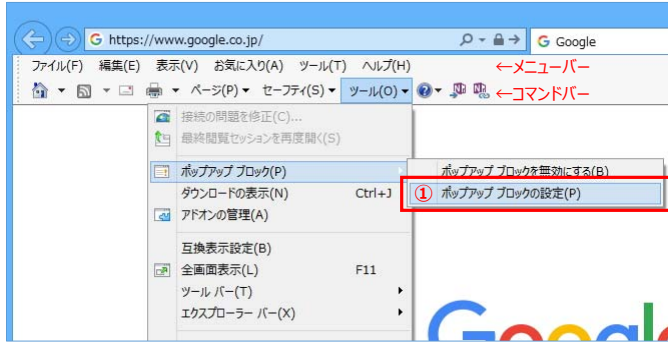 https://www.google.co.jp/
Google
ファイル(F) 編集(E) 表示(V) お気に入り(A) ツール(T) ヘルプ(H) ←メニューバー
ページ(P) セーフティ(S) ツール(O) ←コマンドバー
接続の問題を修正(C)...
最終閲覧セッションを再度開く(S)
ポップアップ ブロック(P)
ポップアップ ブロックを無効にする(B)
ダウンロードの表示(N) Ctrl+J
① ポップアップ ブロックの設定(P)
アドオンの管理(A)
互換表示設定(B)
全画面表示(L) F11
ツール バー(T)
エクスプローラー バー(X)
Google